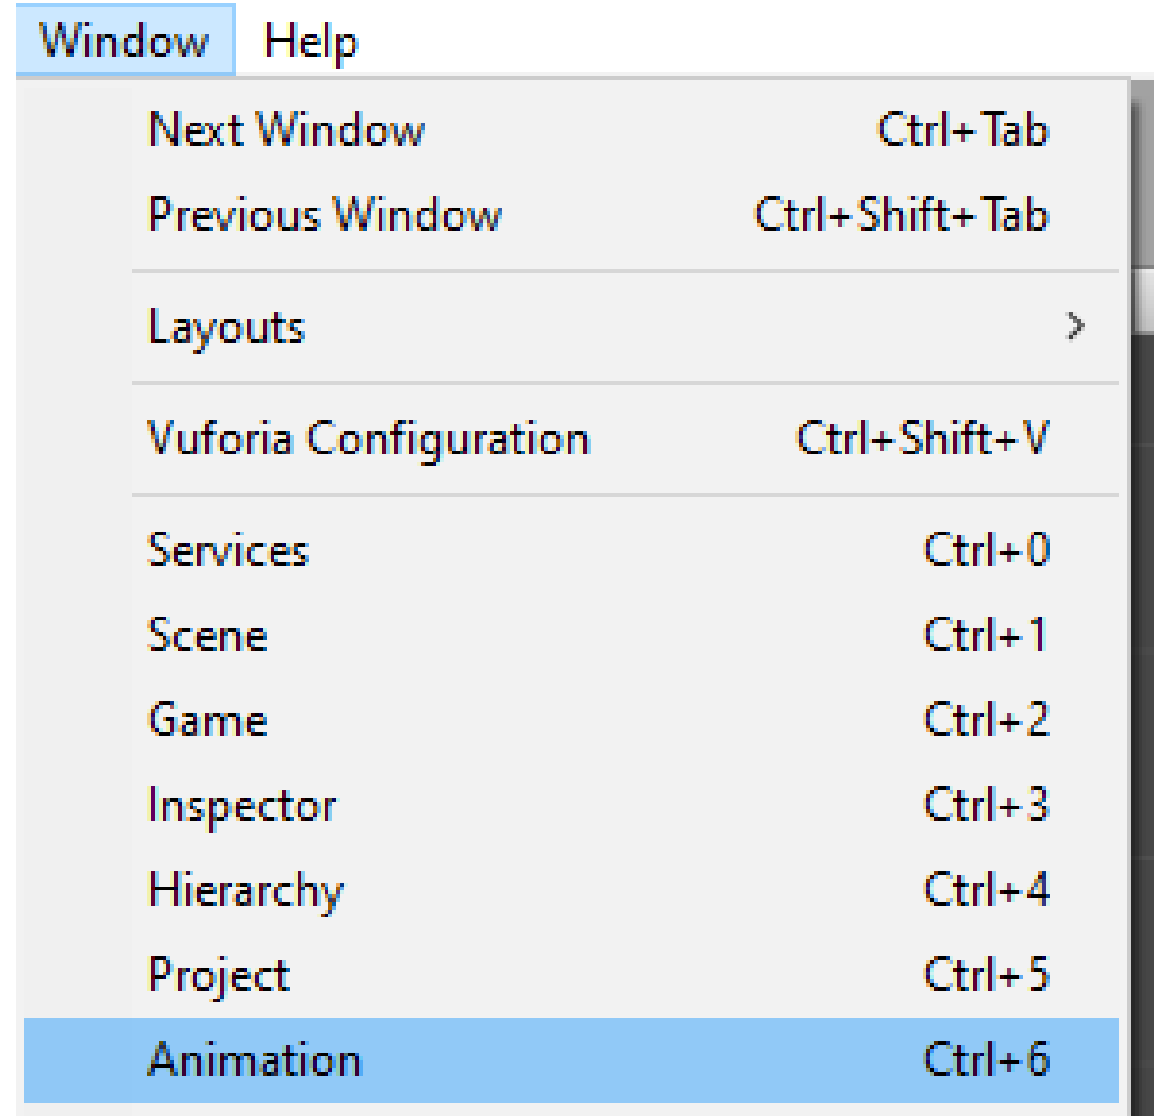 Window Help
Next Window Ctrl+Tab
Previous Window Ctrl+Shift+Tab
Layouts
Vuforia Configuration Ctrl+Shift+V
Services Ctrl+0
Scene Ctrl+1
Game Ctrl+2
Inspector Ctrl+3
Hierarchy Ctrl+4
Project Ctrl+5
Animation Ctrl+6